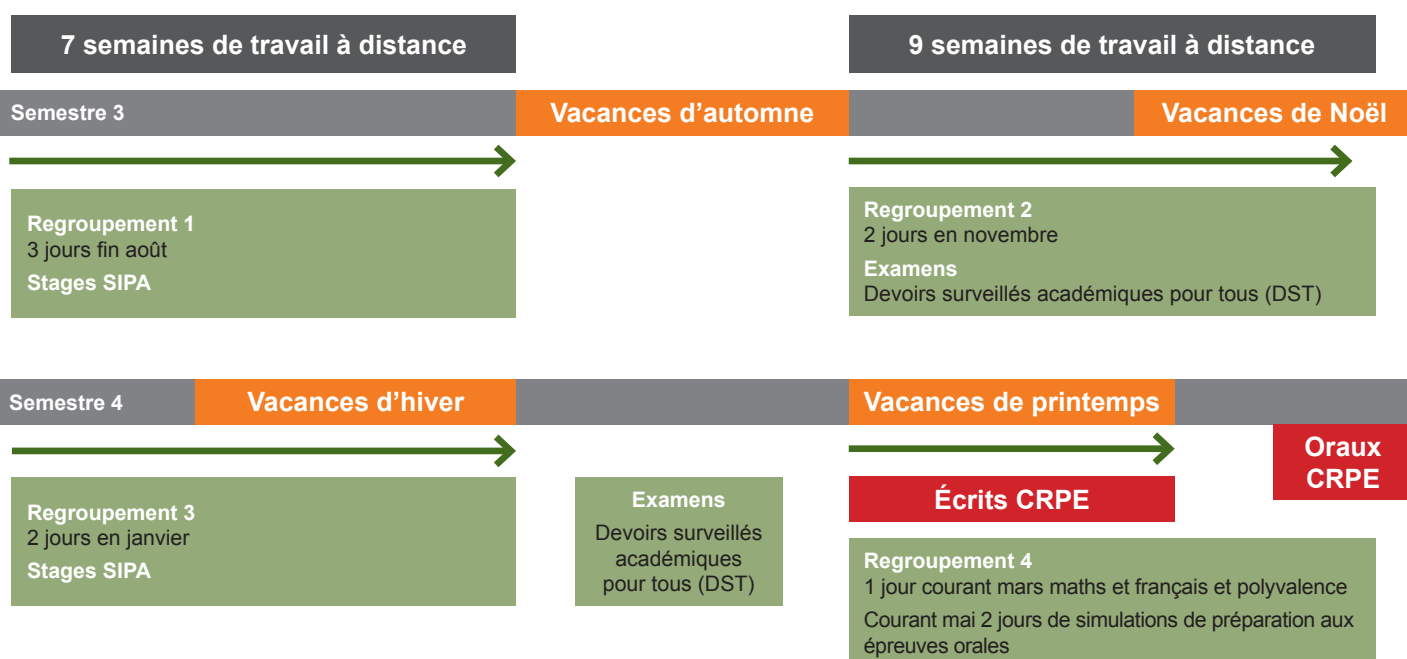 7 semaines de travail à distance
9 semaines de travail à distance
Semestre 3
Vacances d’automne
Vacances de Noël
Regroupement 1
3 jours fin août
Stages SIPA
Regroupement 2
2 jours en novembre
Examens
Devoirs surveillés académiques pour tous (DST)
Semestre 4
Vacances d’hiver
Vacances de printemps
Oraux
CRPE
Écrits CRPE
Regroupement 3
2 jours en janvier
Stages SIPA
Examens
Devoirs surveillés
académiques
pour tous (DST)
Regroupement 4
1 jour courant mars maths et français et polyvalence
Courant mai 2 jours de simulations de préparation aux
épreuves orales